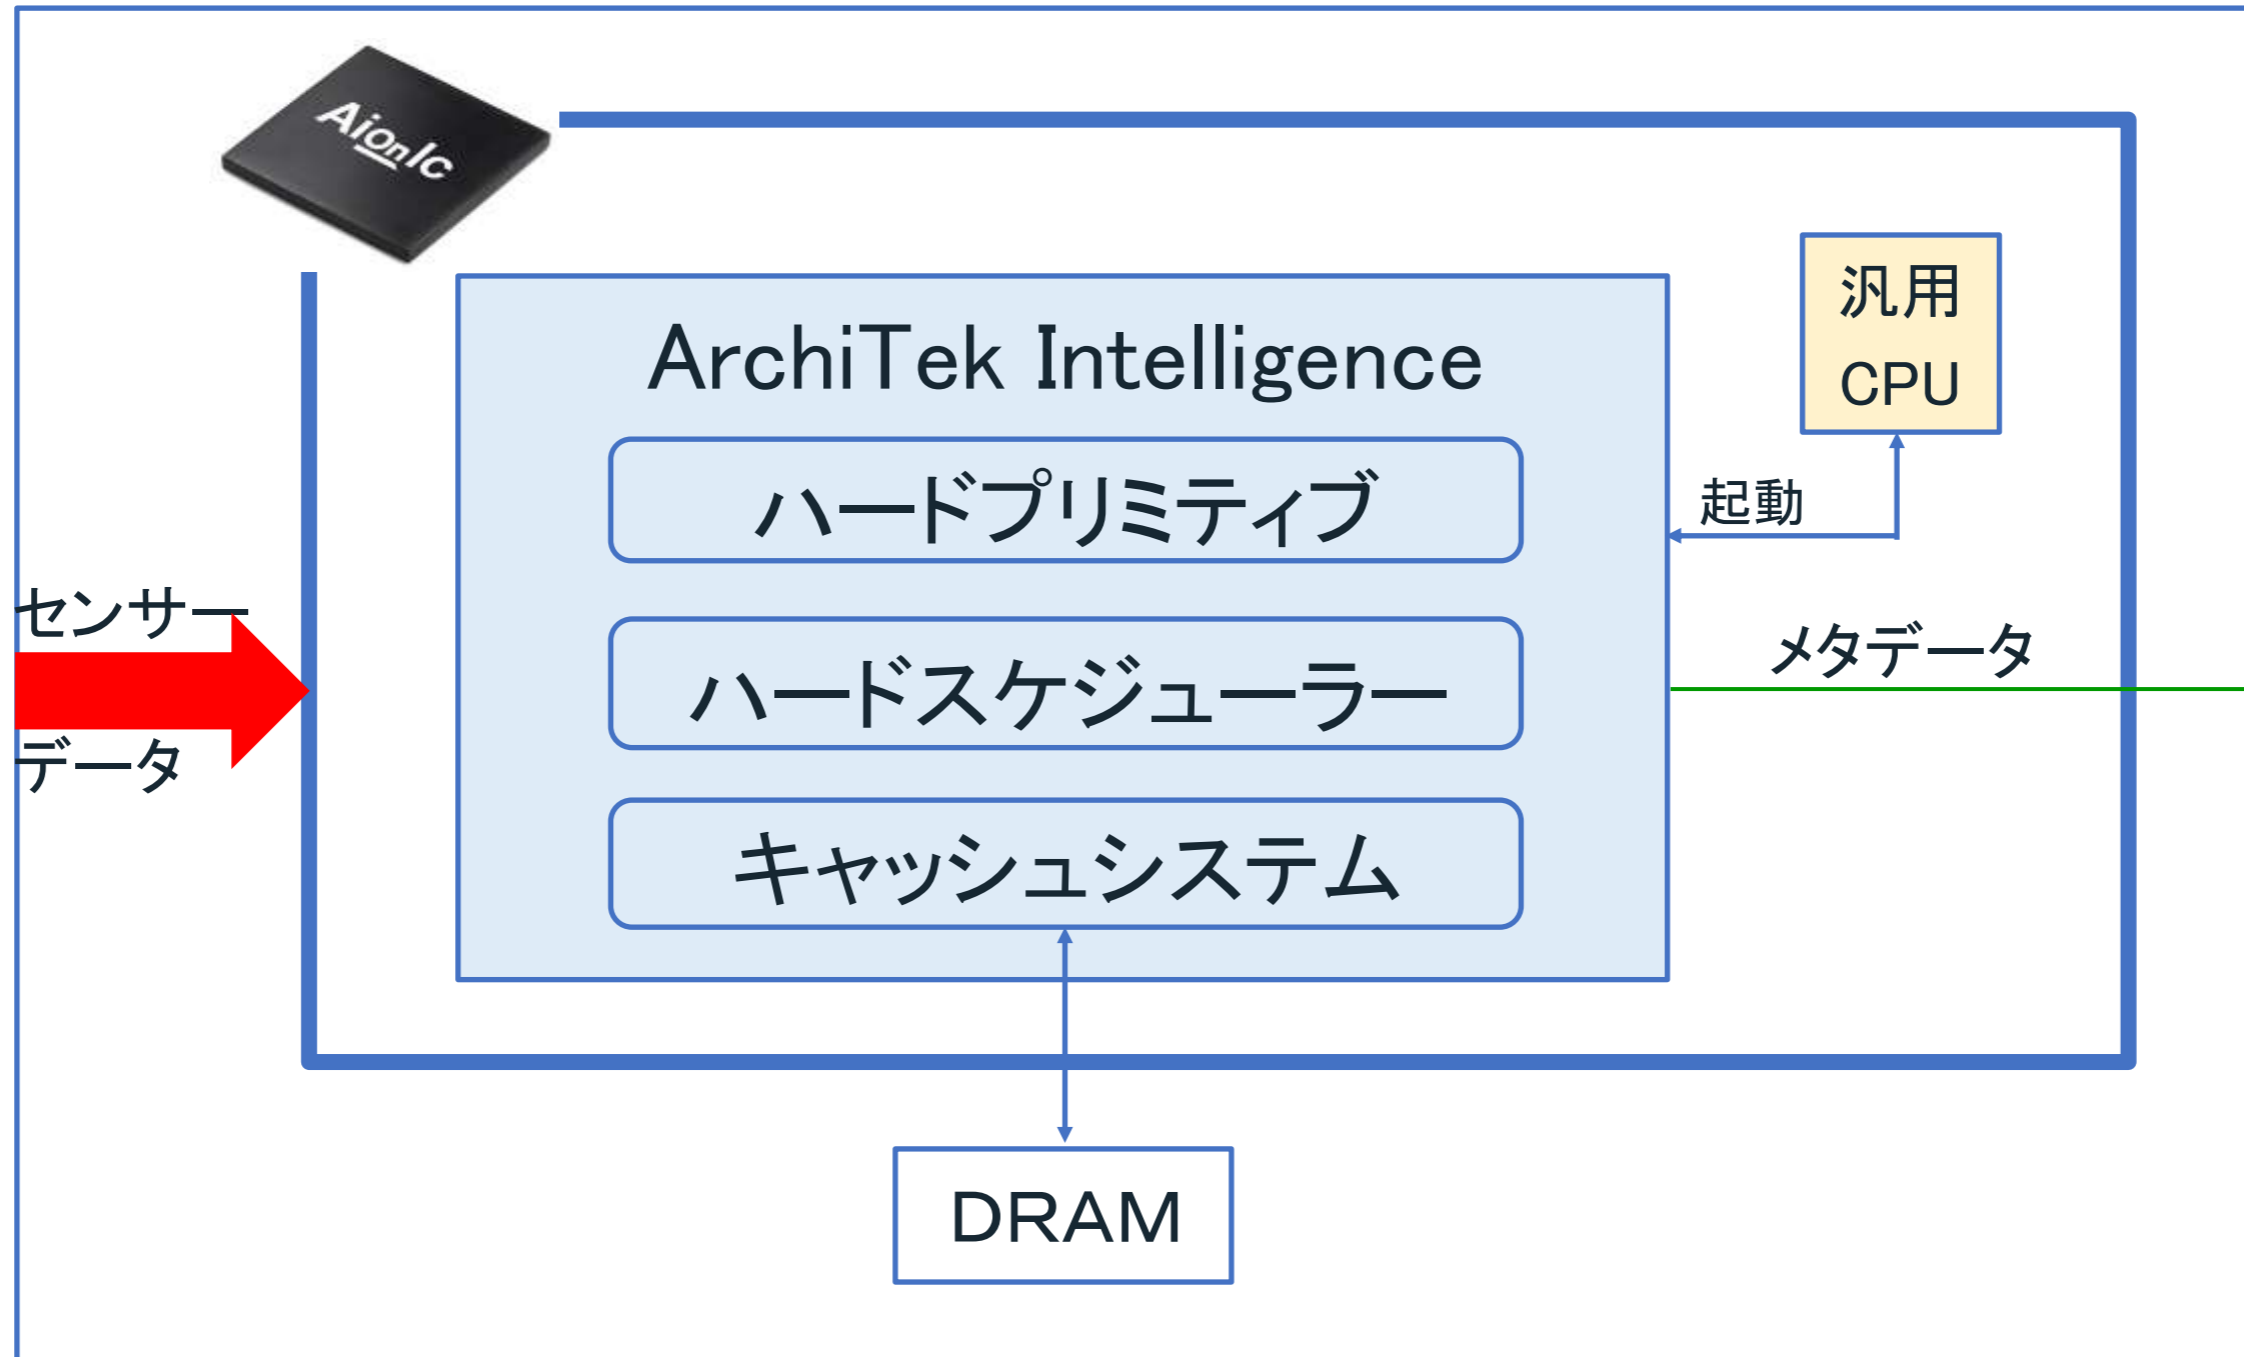 AionIc
ArchiTek Intelligence
汎用
CPU
ハードプリミティブ
起動
センサー
データ
ハードスケジューラー
メタデータ
キャッシュシステム
DRAM